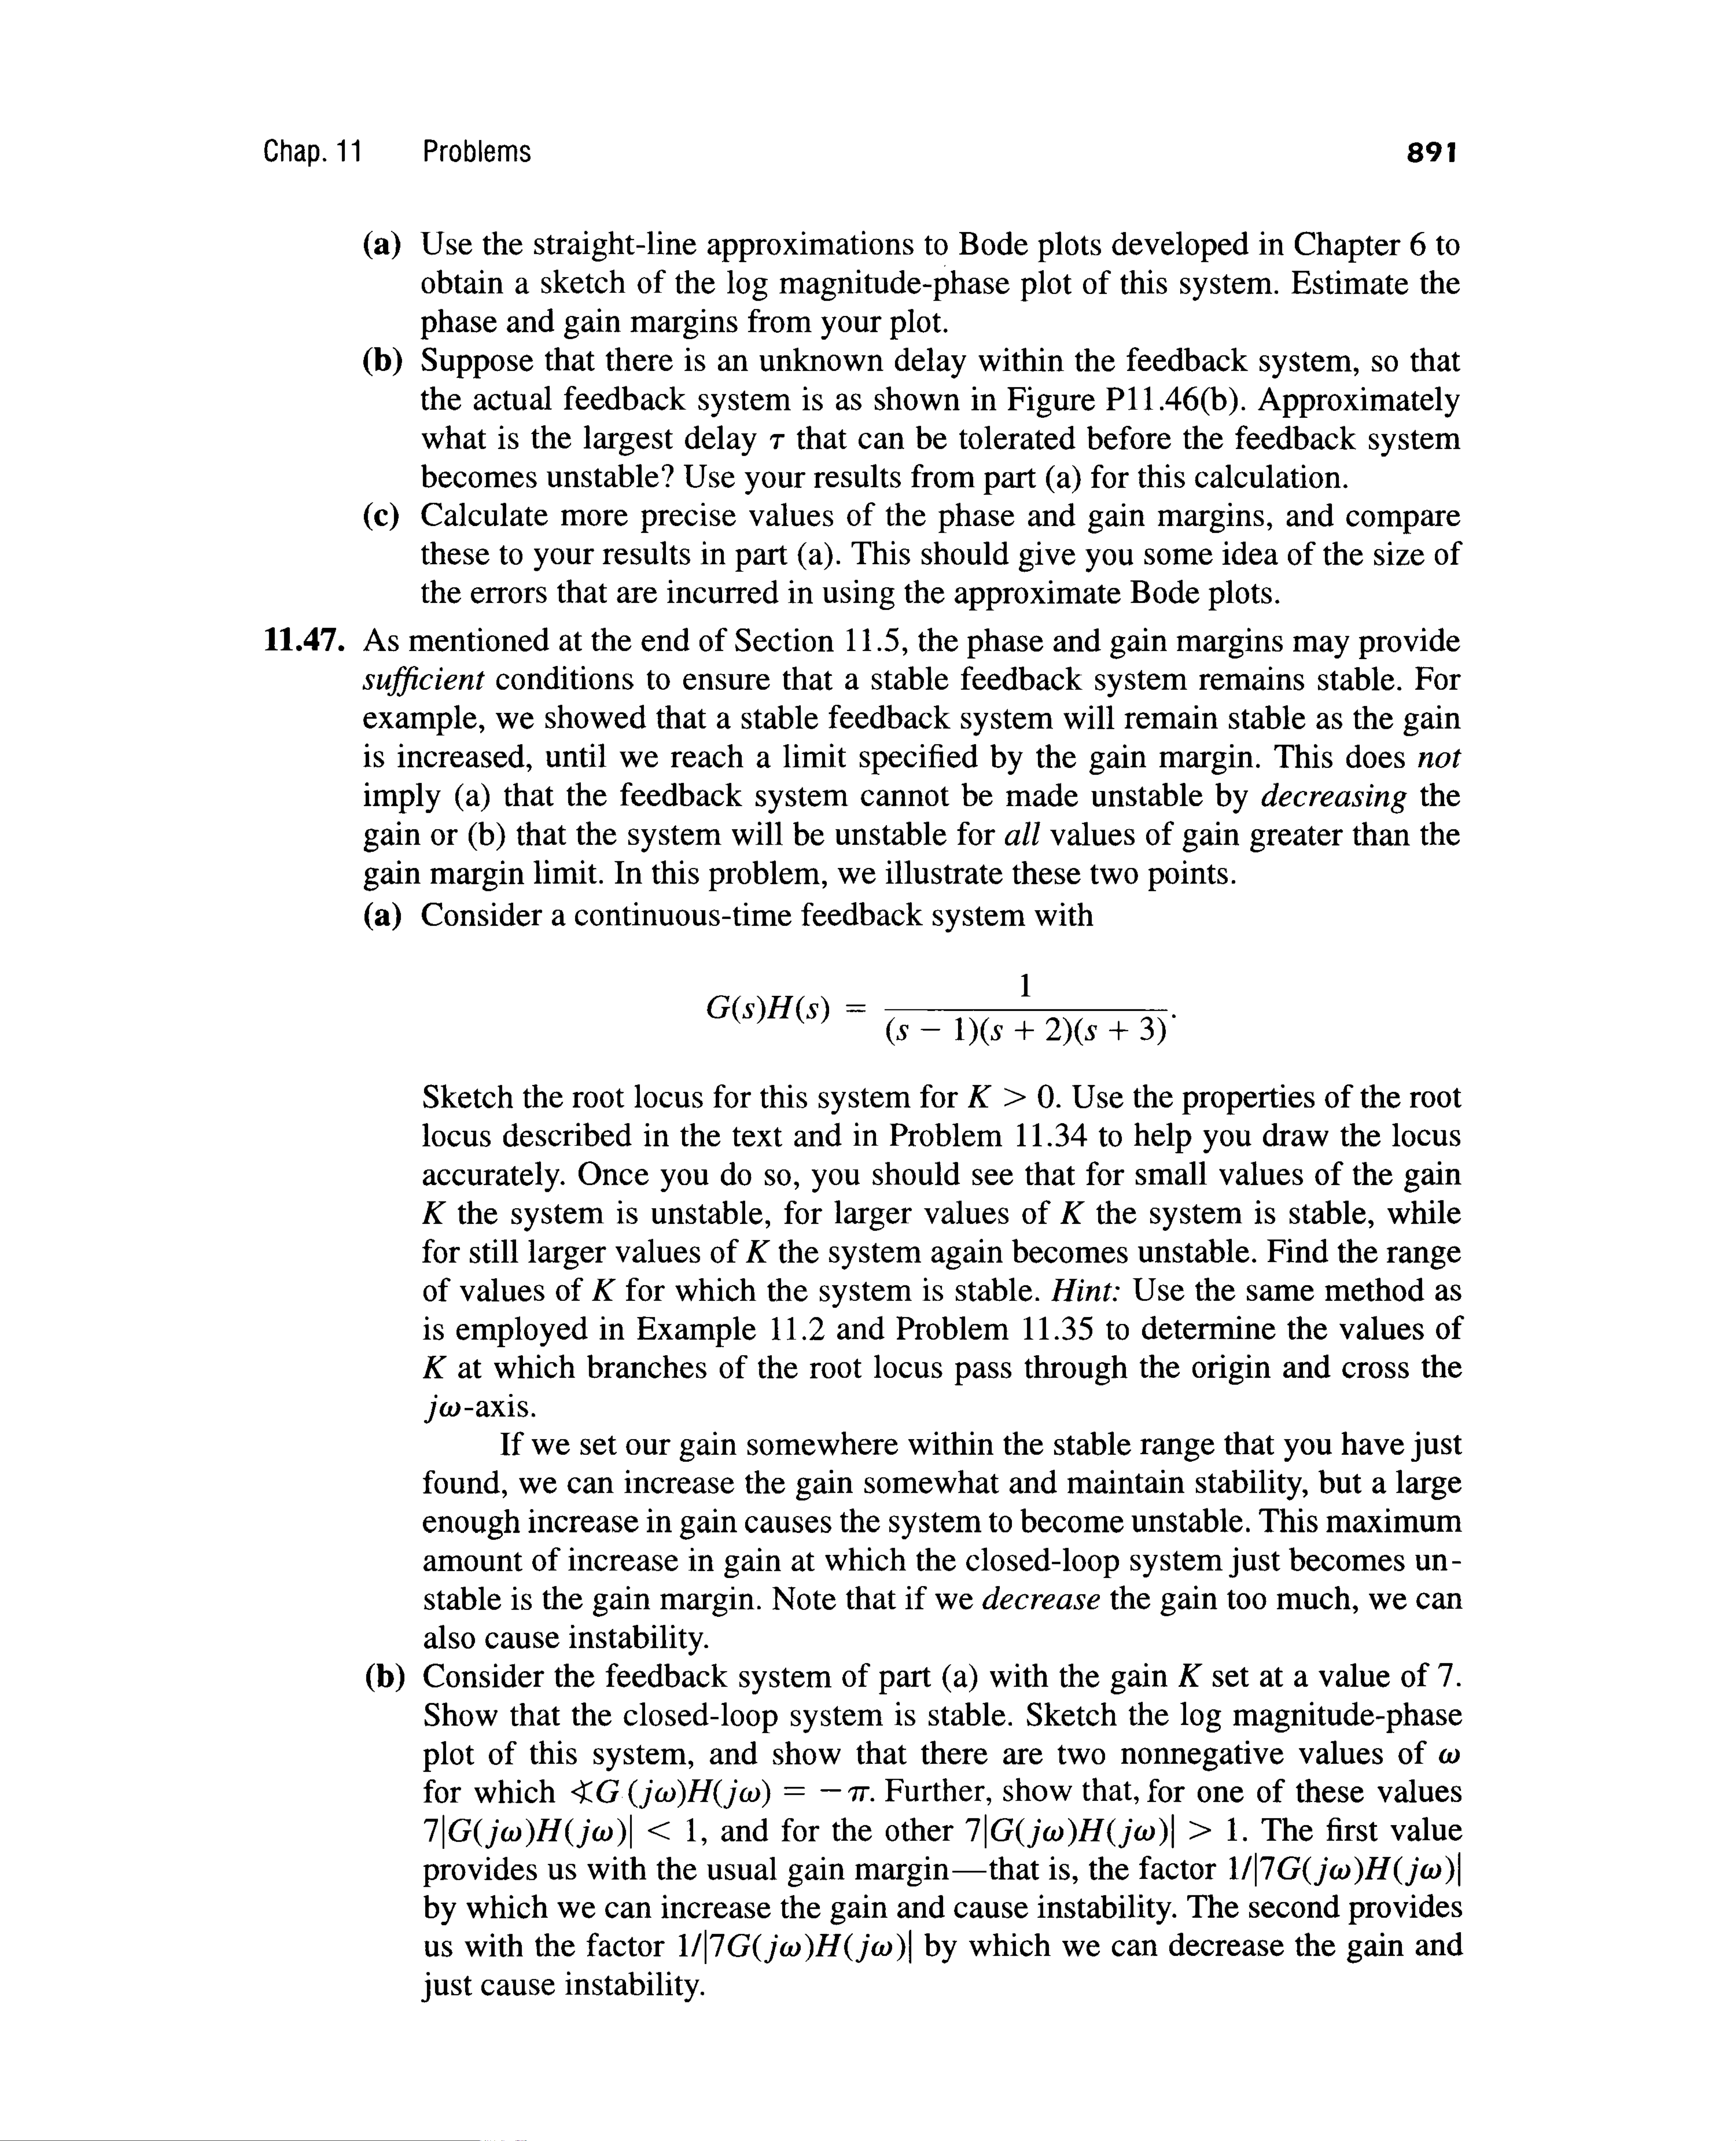 Chap. 11 Problems 891
(a) Use the straight-line approximations to Bode plots developed in Chapter 6 to
obtain a sketch of the log magnitude-phase plot of this system. Estimate the
phase and gain margins from your plot.
(b) Suppose that there is an unknown delay within the feedback system, so that
the actual feedback system is as shown in Figure P11.46(b). Approximately
what is the largest delay τ that can be tolerated before the feedback system
becomes unstable? Use your results from part (a) for this calculation.
(c) Calculate more precise values of the phase and gain margins, and compare
these to your results in part (a). This should give you some idea of the size of
the errors that are incurred in using the approximate Bode plots.
11.47. As mentioned at the end of Section 11.5, the phase and gain margins may provide
sufficient conditions to ensure that a stable feedback system remains stable. For
example, we showed that a stable feedback system will remain stable as the gain
is increased, until we reach a limit specified by the gain margin. This does not
imply (a) that the feedback system cannot be made unstable by decreasing the
gain or (b) that the system will be unstable for all values of gain greater than the
gain margin limit. In this problem, we illustrate these two points.
(a) Consider a continuous-time feedback system with
G(s)H(s) = 1 / (s − 1)(s + 2)(s + 3).
Sketch the root locus for this system for K > 0. Use the properties of the root
locus described in the text and in Problem 11.34 to help you draw the locus
accurately. Once you do so, you should see that for small values of the gain
K the system is unstable, for larger values of K the system is stable, while
for still larger values of K the system again becomes unstable. Find the range
of values of K for which the system is stable. Hint: Use the same method as
is employed in Example 11.2 and Problem 11.35 to determine the values of
K at which branches of the root locus pass through the origin and cross the
jω-axis.
If we set our gain somewhere within the stable range that you have just
found, we can increase the gain somewhat and maintain stability, but a large
enough increase in gain causes the system to become unstable. This maximum
amount of increase in gain at which the closed-loop system just becomes un-
stable is the gain margin. Note that if we decrease the gain too much, we can
also cause instability.
(b) Consider the feedback system of part (a) with the gain K set at a value of 7.
Show that the closed-loop system is stable. Sketch the log magnitude-phase
plot of this system, and show that there are two nonnegative values of ω
for which ∢G(jω)H(jω) = −π. Further, show that, for one of these values
7|G(jω)H(jω)| < 1, and for the other 7|G(jω)H(jω)| > 1. The first value
provides us with the usual gain margin—that is, the factor 1/|7G(jω)H(jω)|
by which we can increase the gain and cause instability. The second provides
us with the factor 1/|7G(jω)H(jω)| by which we can decrease the gain and
just cause instability.